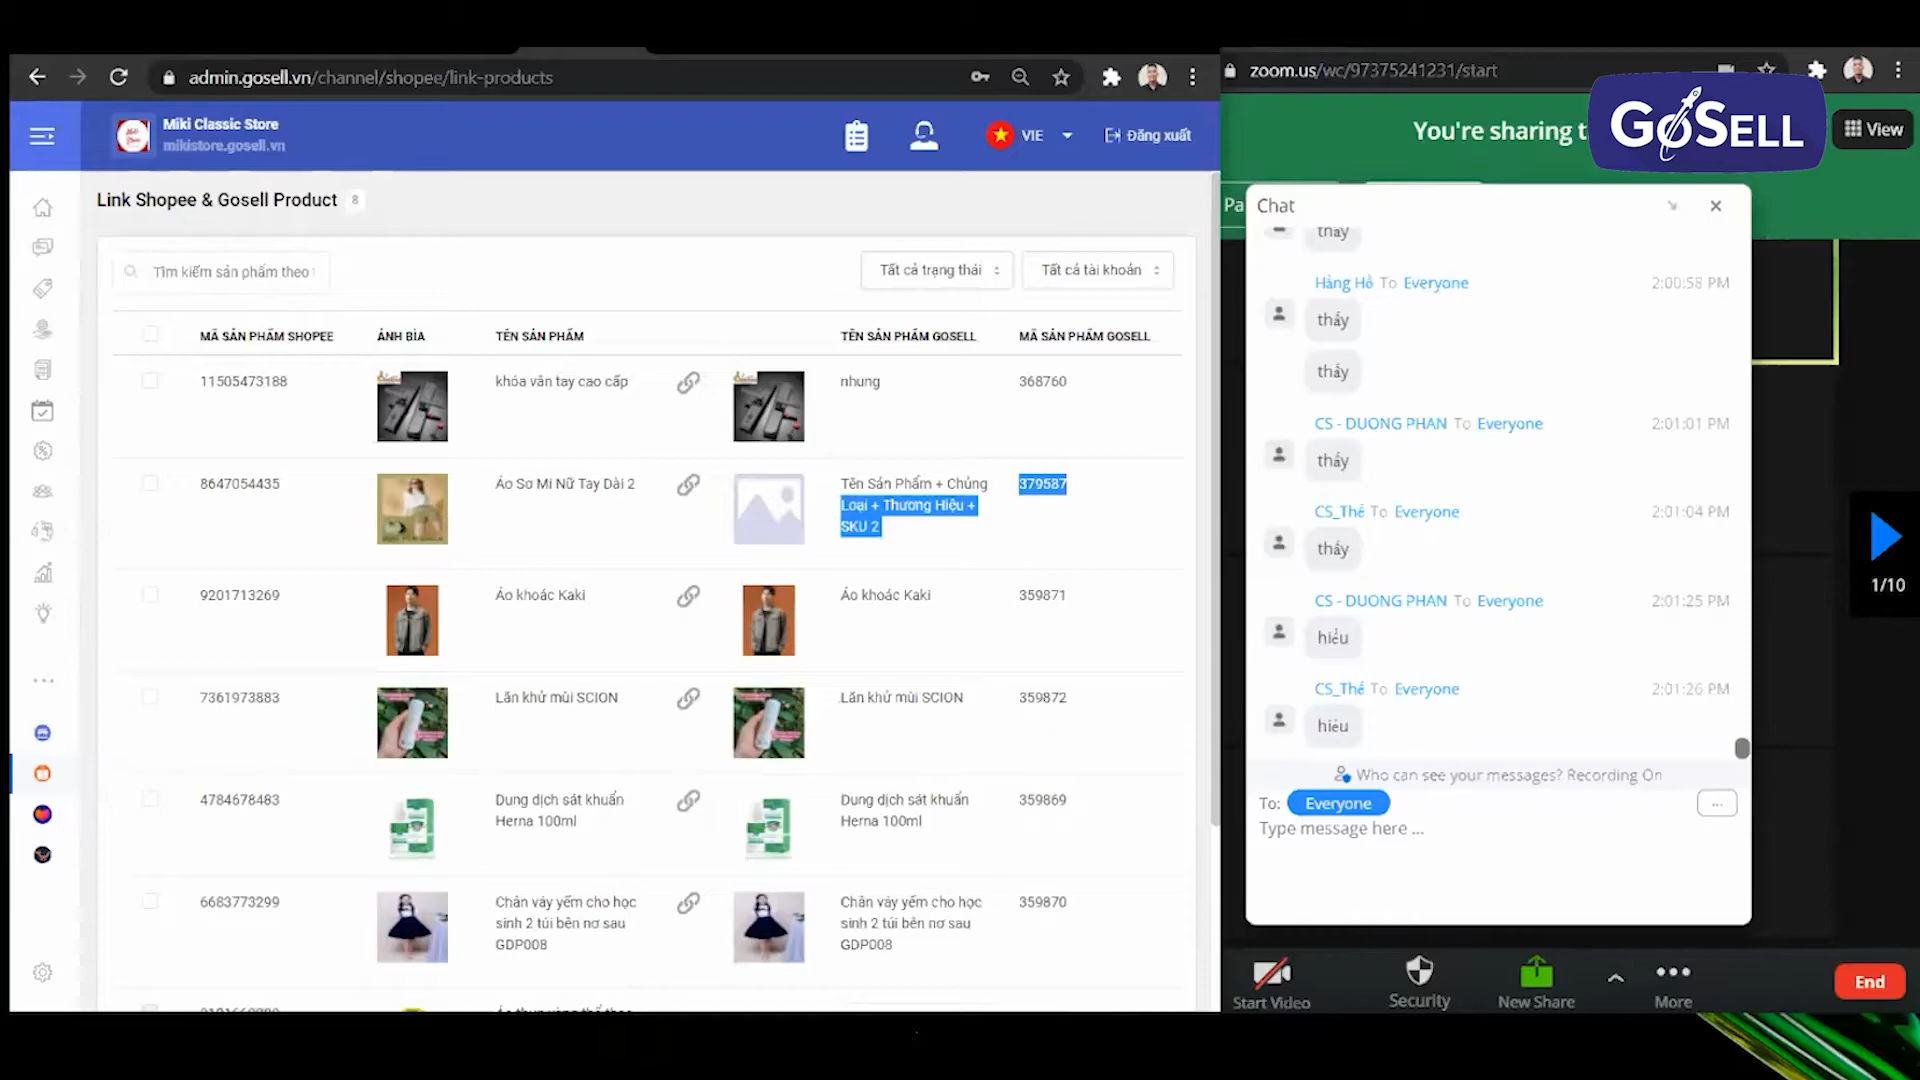 admin.gosell.vn/channel/shopee/link-products
Miki Classic Store
mikistore.gosell.vn
VIE
Đăng xuất
Link Shopee & Gosell Product 8
Tìm kiếm sản phẩm theo
Tất cả trạng thái
Tất cả tài khoản
MÃ SẢN PHẨM SHOPEE ẢNH BÌA TÊN SẢN PHẨM TÊN SẢN PHẨM GOSELL MÃ SẢN PHẨM GOSELL
11505473188 khóa vân tay cao cấp nhung 368760
8647054435 Áo Sơ Mi Nữ Tay Dài 2 Tên Sản Phẩm + Chủng 379587
Loại + Thương Hiệu +
SKU 2
9201713269 Áo khoác Kaki Áo khoác Kaki 359871
7361973883 Lăn khử mùi SCION Lăn khử mùi SCION 359872
4784678483 Dung dịch sát khuẩn Dung dịch sát khuẩn 359869
Herna 100ml Herna 100ml
6683773299 Chân váy yếm cho học Chân váy yếm cho học 359870
sinh 2 túi bên nơ sau sinh 2 túi bên nơ sau
GDP008 GDP008
zoom.us/wc/97375241231/start
You're sharing
GOSELL
View
Pa
Chat
thấy
Hằng Hồ To Everyone 2:00:58 PM
thấy
thấy
CS - DUONG PHAN To Everyone 2:01:01 PM
thấy
CS_Thế To Everyone 2:01:04 PM
thấy
CS - DUONG PHAN To Everyone 2:01:25 PM
hiểu
CS_Thế To Everyone 2:01:26 PM
hiểu
Who can see your messages? Recording On
To: Everyone
Type message here ...
1/10
Start Video
Security
New Share
More
End